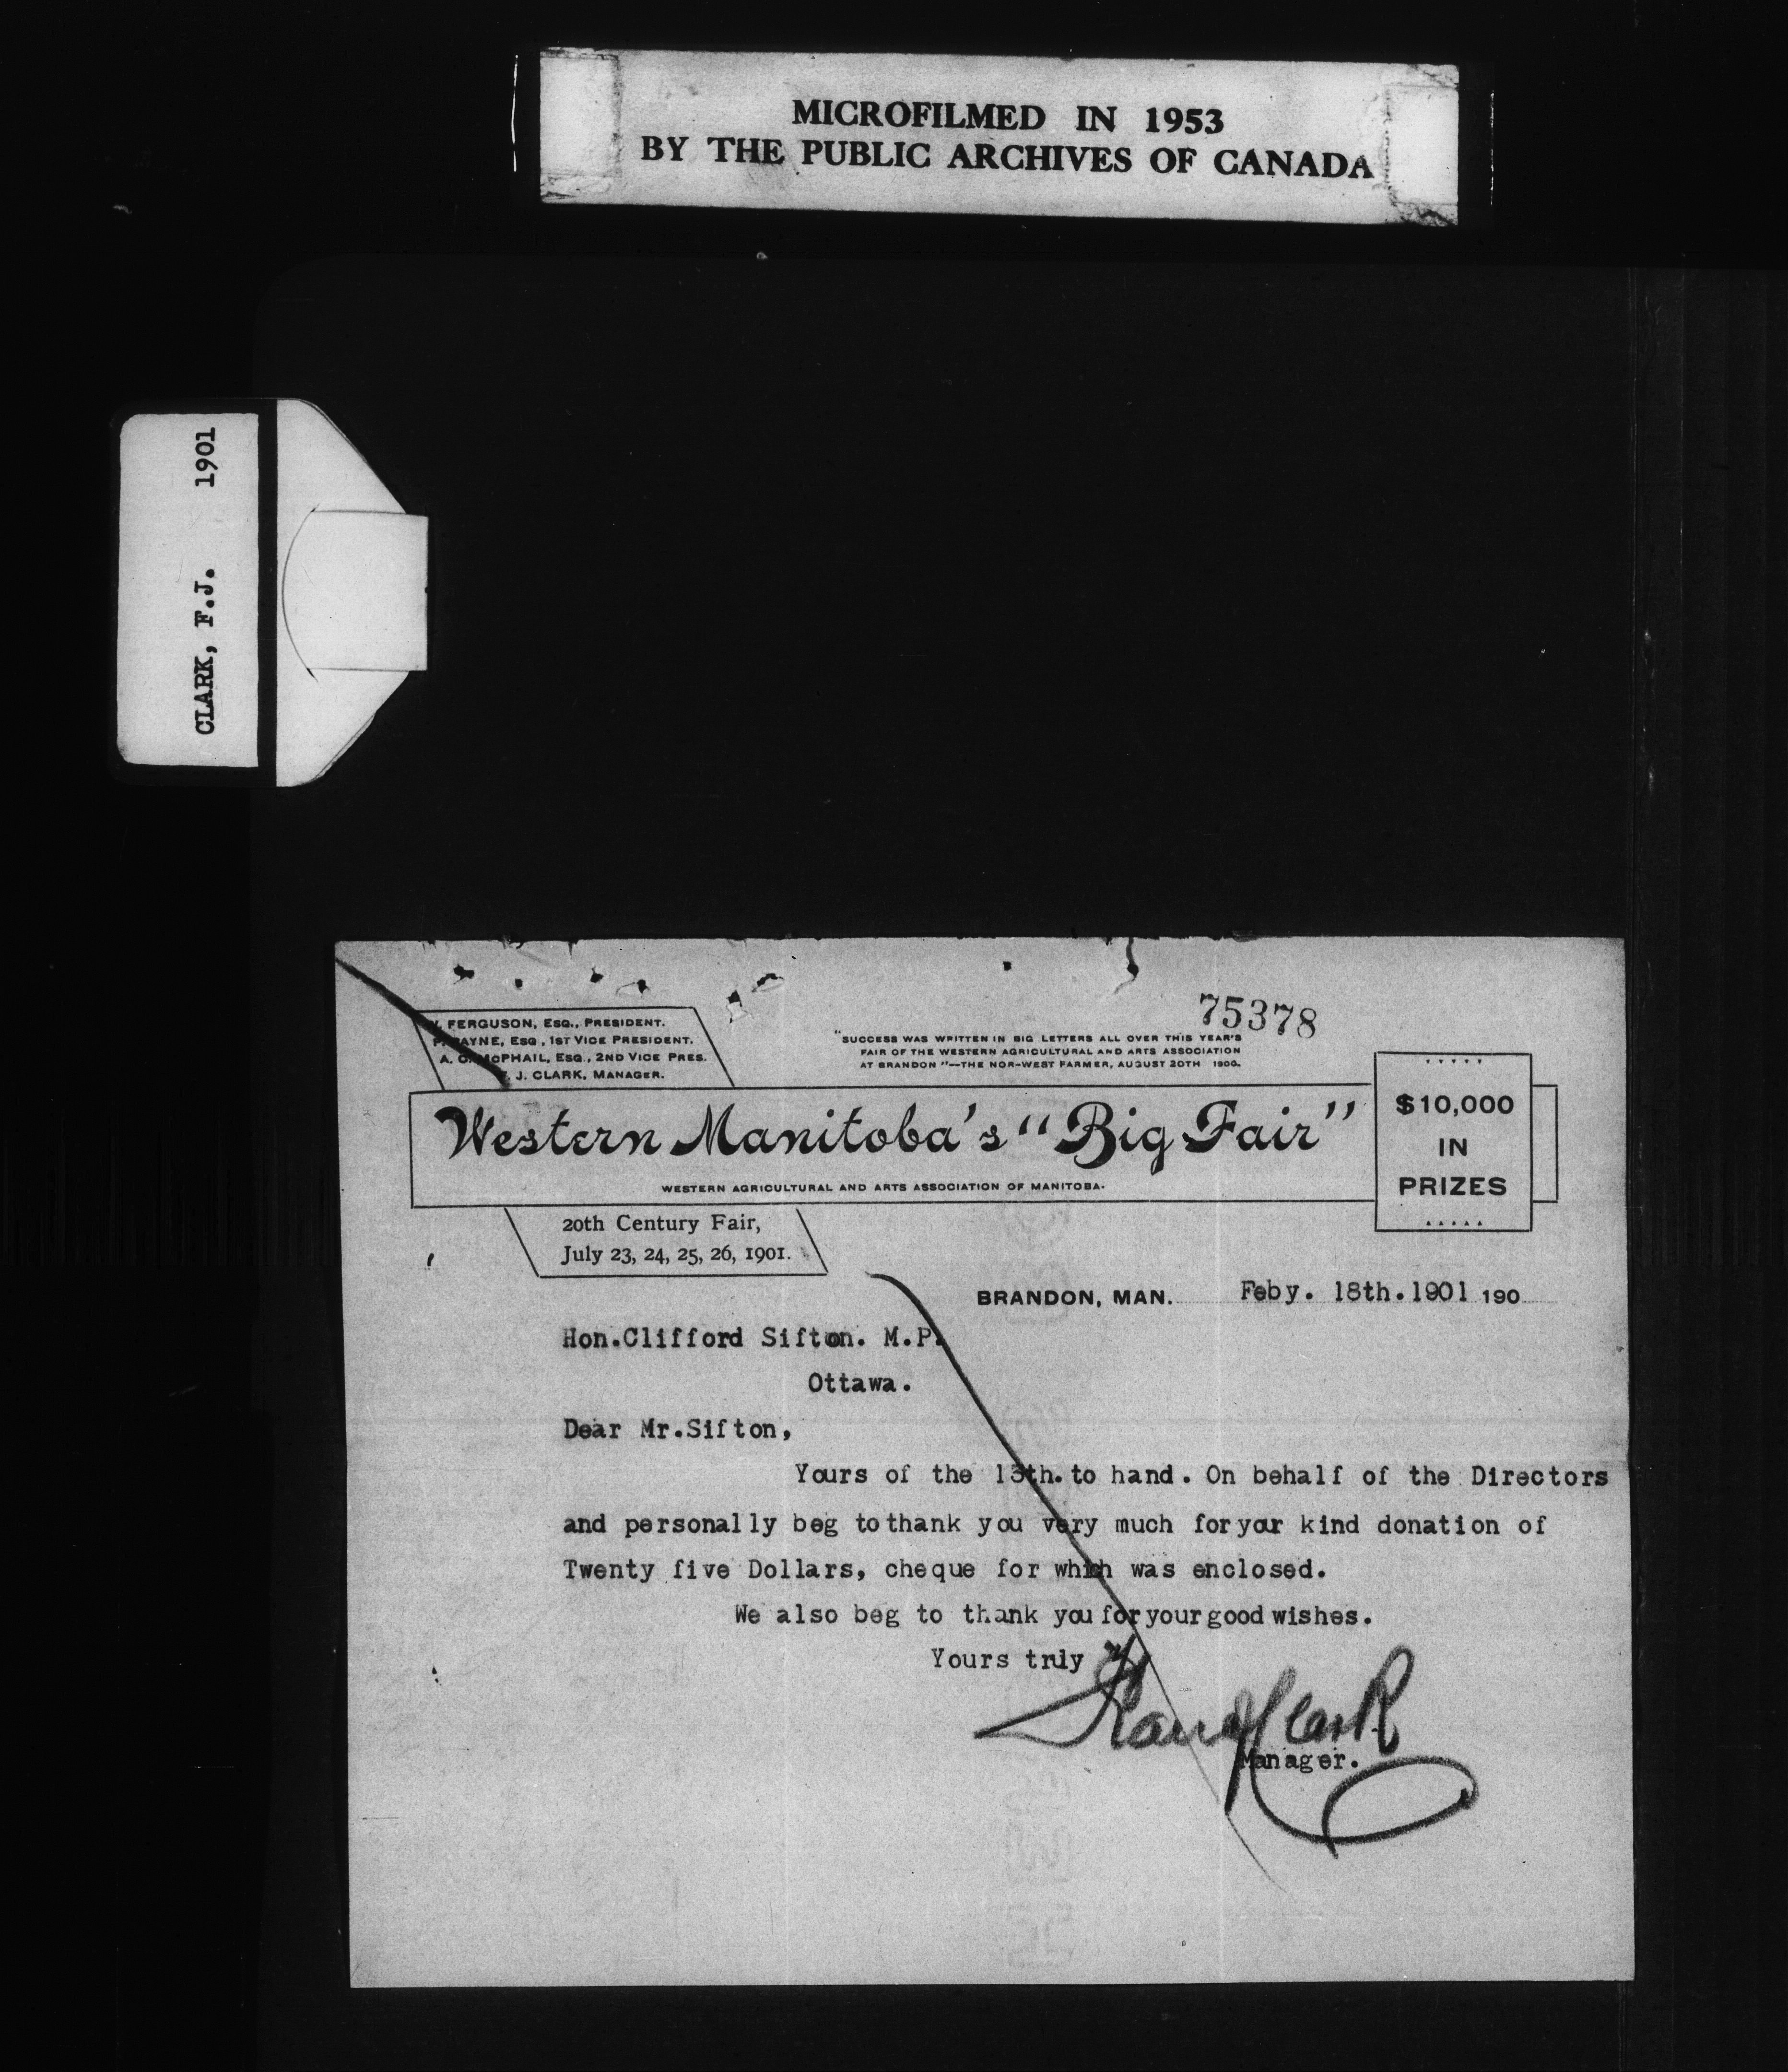 MICROFILMED IN 1953
BY THE PUBLIC ARCHIVES OF CANADA
CLARK, F.J. 1901
75378
FERGUSON, ESQ., PRESIDENT.
PAYNE, ESQ., 1ST VICE PRESIDENT.
A. C. MCPHAIL, ESQ., 2ND VICE PRES.
J. CLARK, MANAGER.
"SUCCESS WAS WRITTEN IN BIG LETTERS ALL OVER THIS YEAR'S
FAIR OF THE WESTERN AGRICULTURAL AND ARTS ASSOCIATION
AT BRANDON"--THE NOR-WEST FARMER, AUGUST 20TH 1900.
Western Manitoba's "Big Fair"
WESTERN AGRICULTURAL AND ARTS ASSOCIATION OF MANITOBA.
$10,000
IN
PRIZES
20th Century Fair,
July 23, 24, 25, 26, 1901.
BRANDON, MAN. Feby. 18th.1901 190
Hon.Clifford Sifton. M.P.
Ottawa.
Dear Mr.Sifton,
Yours of the 13th.to hand. On behalf of the Directors
and personally beg to thank you very much for your kind donation of
Twenty five Dollars, cheque for which was enclosed.
We also beg to thank you for your good wishes.
Yours truly
F J Clark
Manager.